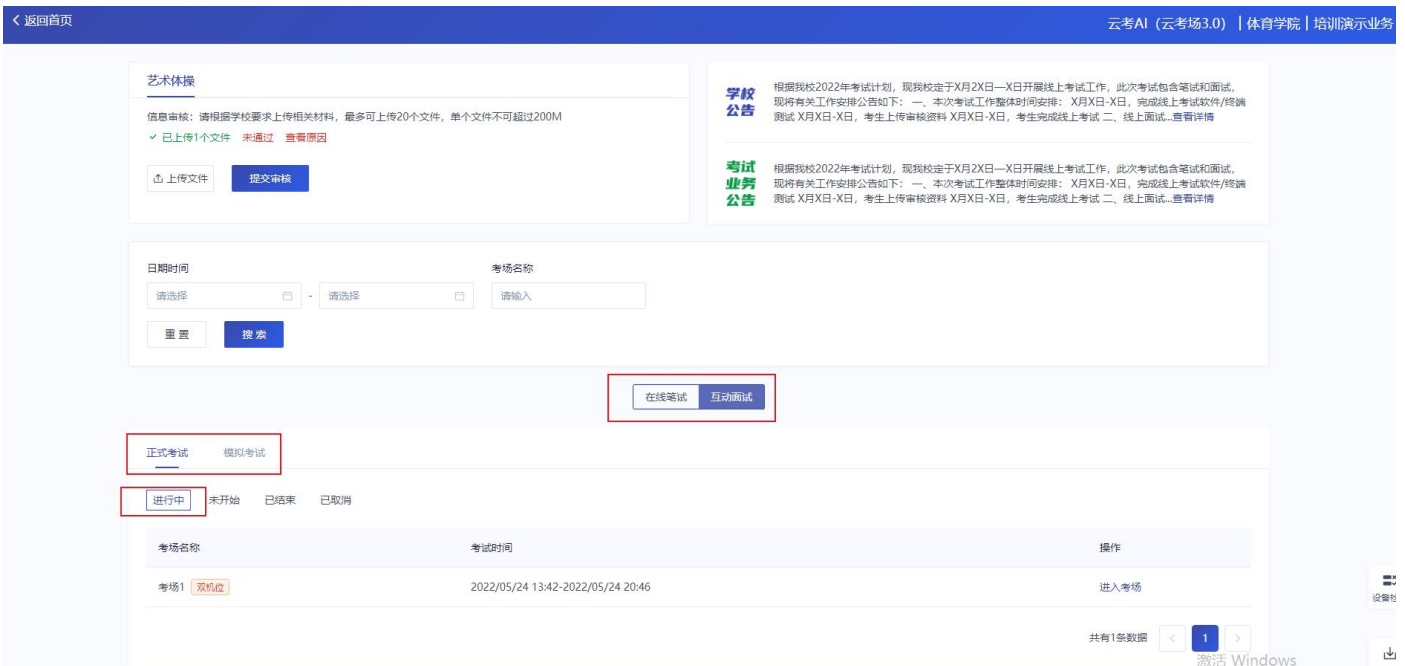 返回首页
云考AI（云考场3.0）｜体育学院｜培训演示业务
艺术体操
信息审核：请根据学校要求上传相关材料，最多可上传20个文件，单个文件不可超过200M
已上传1个文件 未通过 查看原因
上传文件
提交审核
学校
公告
根据我校2022年考试计划，现我校定于X月2X日—X日开展线上考试工作，此次考试包含笔试和面试，
现将有关工作安排公告如下： 一、本次考试工作整体时间安排： X月X日-X日，完成线上考试软件/终端
测试 X月X日-X日，考生上传审核资料 X月X日-X日，考生完成线上考试 二、线上面试...查看详情
考试
业务
公告
根据我校2022年考试计划，现我校定于X月2X日—X日开展线上考试工作，此次考试包含笔试和面试，
现将有关工作安排公告如下： 一、本次考试工作整体时间安排： X月X日-X日，完成线上考试软件/终端
测试 X月X日-X日，考生上传审核资料 X月X日-X日，考生完成线上考试 二、线上面试...查看详情
日期时间
考场名称
请选择 - 请选择
请输入
重置
搜索
在线笔试 互动面试
正式考试 模拟考试
进行中 未开始 已结束 已取消
考场名称 考试时间 操作
考场1 双机位 2022/05/24 13:42-2022/05/24 20:46 进入考场
设备
共有1条数据 < 1 >
激活 Windows